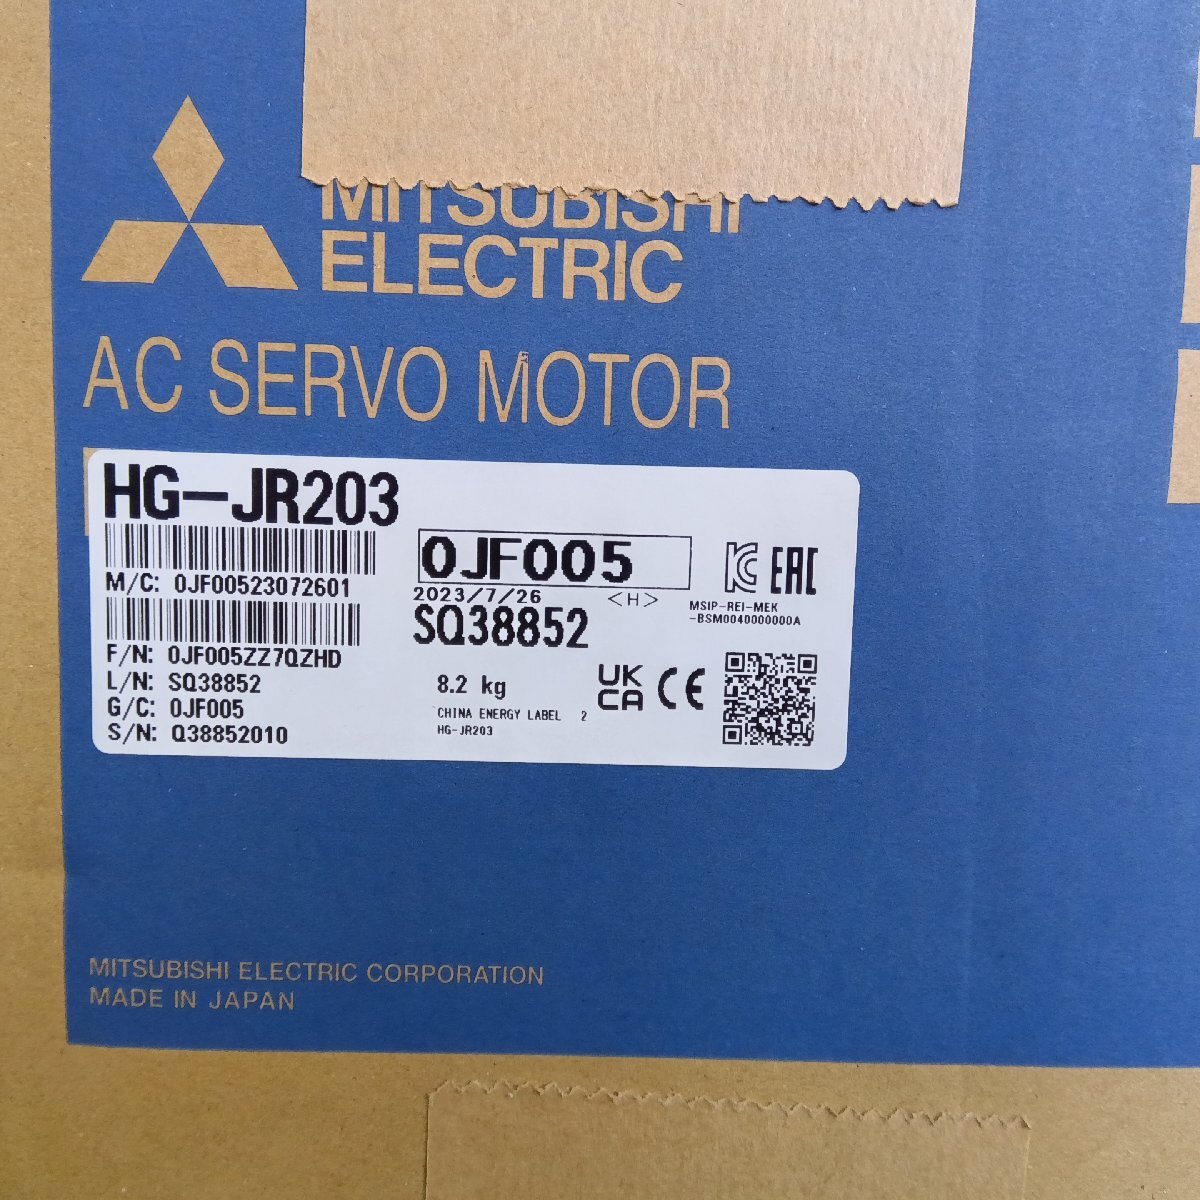 MITSUBISHI
ELECTRIC
AC SERVO MOTOR
HG-JR203
M/C: 0JF00523072601
F/N: 0JF005ZZ7QZHD
L/N: SQ38852
G/C: 0JF005
S/N: Q38852010
0JF005
2023/7/26 <H>
SQ38852
8.2 kg
CHINA ENERGY LABEL 2
HG-JR203
KC EAC
MSIP-REI-MEK
-BSM0040000000A
UK
CA CE
MITSUBISHI ELECTRIC CORPORATION
MADE IN JAPAN